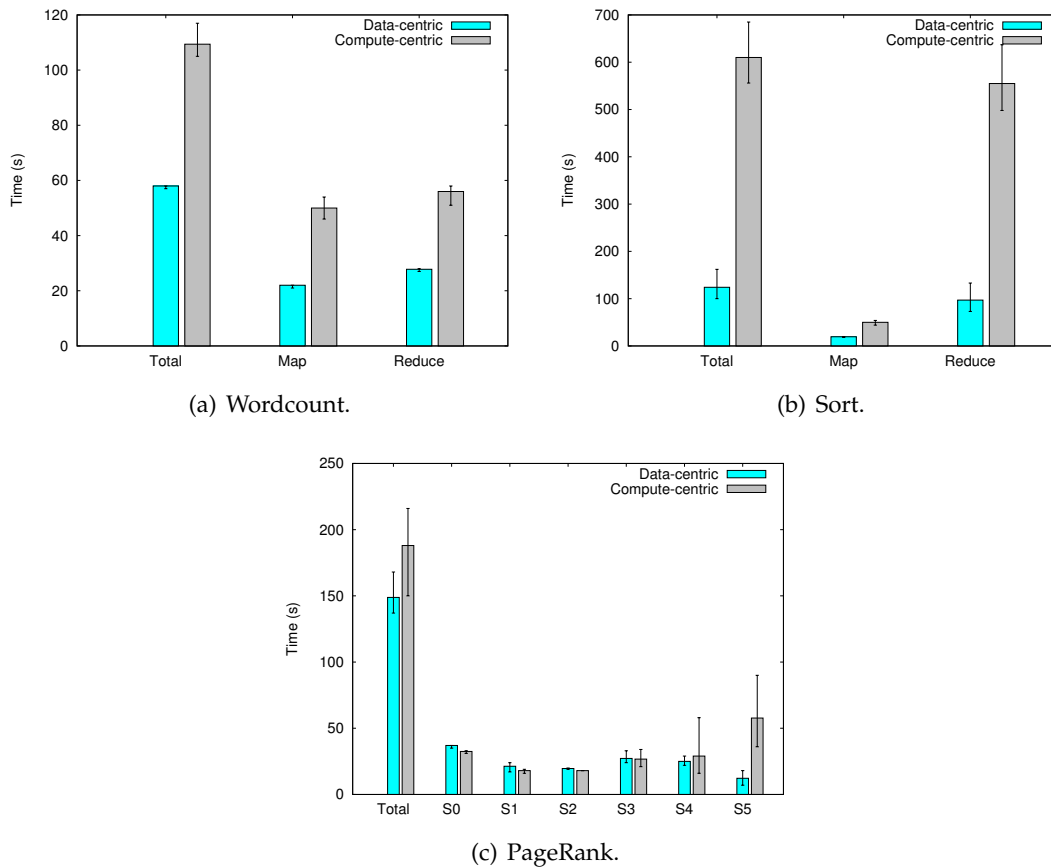 120
100
80
60
40
20
0
Time (s)
Data-centric
Compute-centric
Total Map Reduce
(a) Wordcount.
700
600
500
400
300
200
100
0
Time (s)
Data-centric
Compute-centric
Total Map Reduce
(b) Sort.
250
200
150
100
50
0
Time (s)
Data-centric
Compute-centric
Total S0 S1 S2 S3 S4 S5
(c) PageRank.